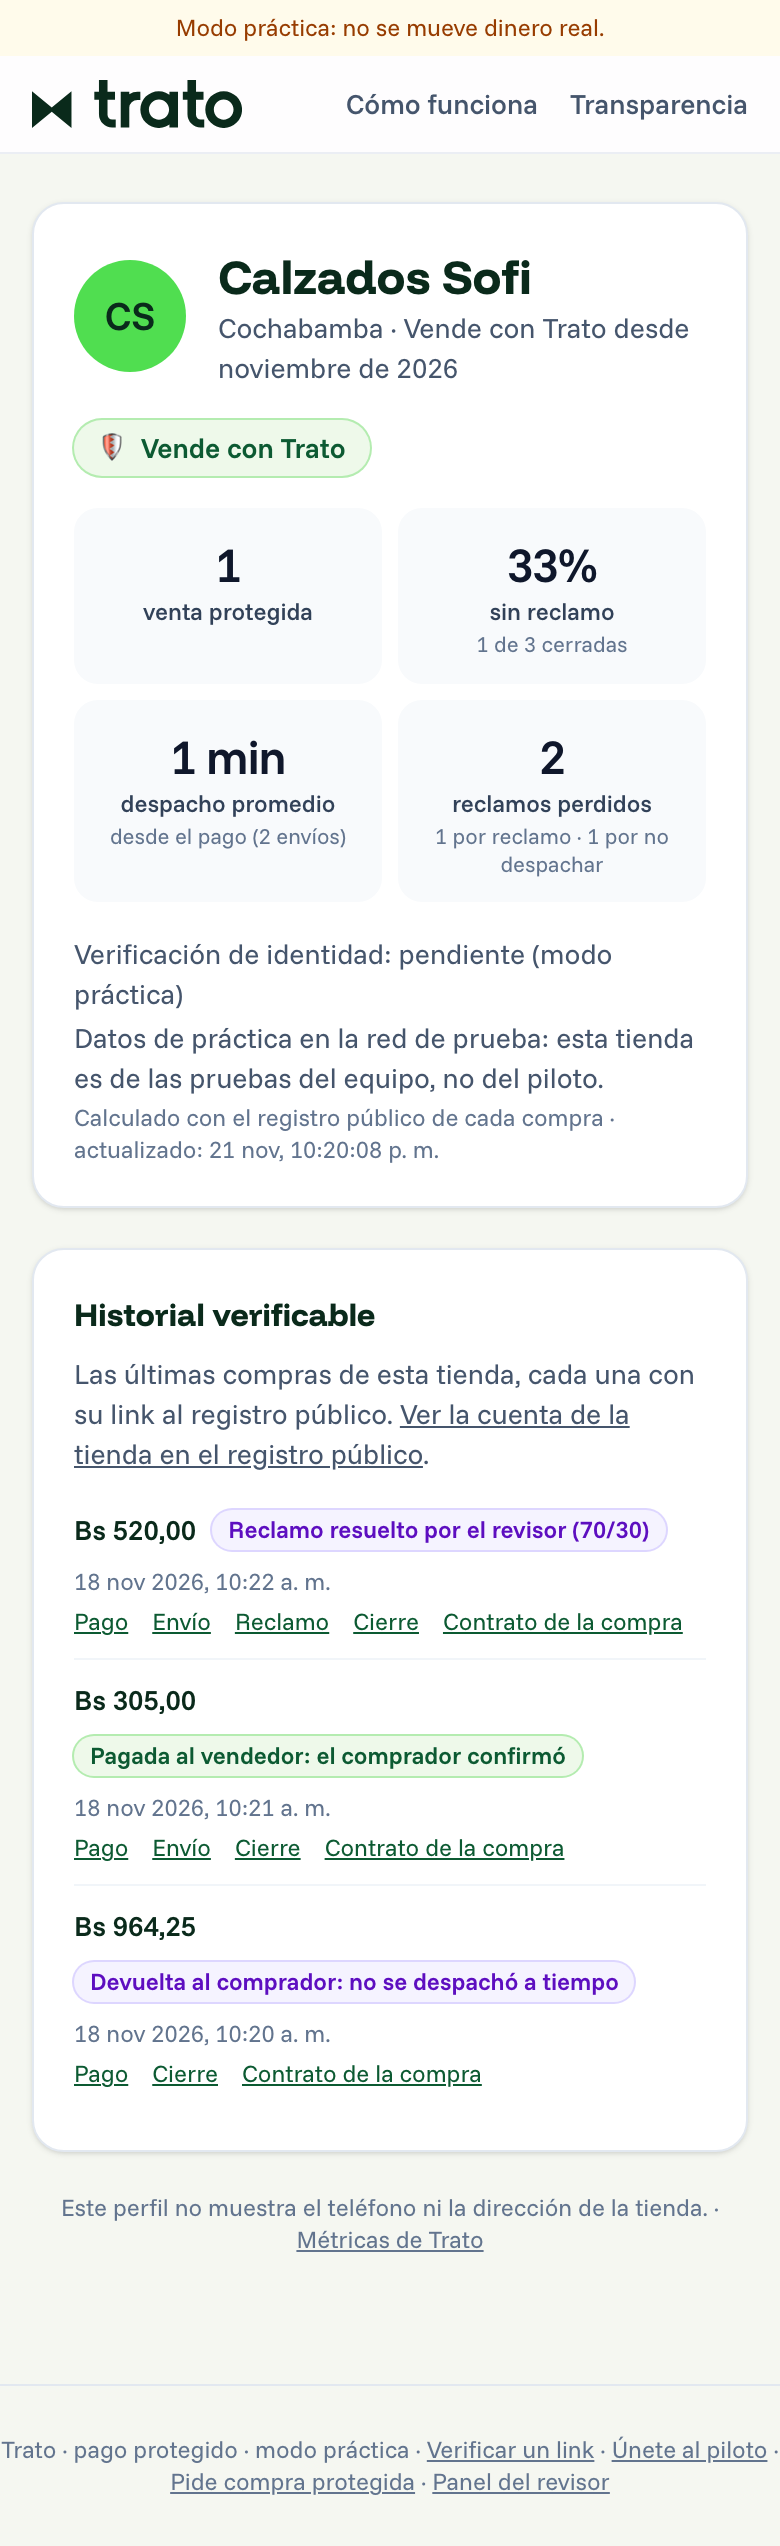 Modo práctica: no se mueve dinero real.
trato
Cómo funciona Transparencia
CS
Calzados Sofi
Cochabamba · Vende con Trato desde
noviembre de 2026
Vende con Trato
1
venta protegida
33%
sin reclamo
1 de 3 cerradas
1 min
despacho promedio
desde el pago (2 envíos)
2
reclamos perdidos
1 por reclamo · 1 por no
despachar
Verificación de identidad: pendiente (modo
práctica)
Datos de práctica en la red de prueba: esta tienda
es de las pruebas del equipo, no del piloto.
Calculado con el registro público de cada compra ·
actualizado: 21 nov, 10:20:08 p. m.
Historial verificable
Las últimas compras de esta tienda, cada una con
su link al registro público. Ver la cuenta de la
tienda en el registro público.
Bs 520,00 Reclamo resuelto por el revisor (70/30)
18 nov 2026, 10:22 a. m.
Pago Envío Reclamo Cierre Contrato de la compra
Bs 305,00
Pagada al vendedor: el comprador confirmó
18 nov 2026, 10:21 a. m.
Pago Envío Cierre Contrato de la compra
Bs 964,25
Devuelta al comprador: no se despachó a tiempo
18 nov 2026, 10:20 a. m.
Pago Cierre Contrato de la compra
Este perfil no muestra el teléfono ni la dirección de la tienda. ·
Métricas de Trato
Trato · pago protegido · modo práctica · Verificar un link · Únete al piloto ·
Pide compra protegida · Panel del revisor